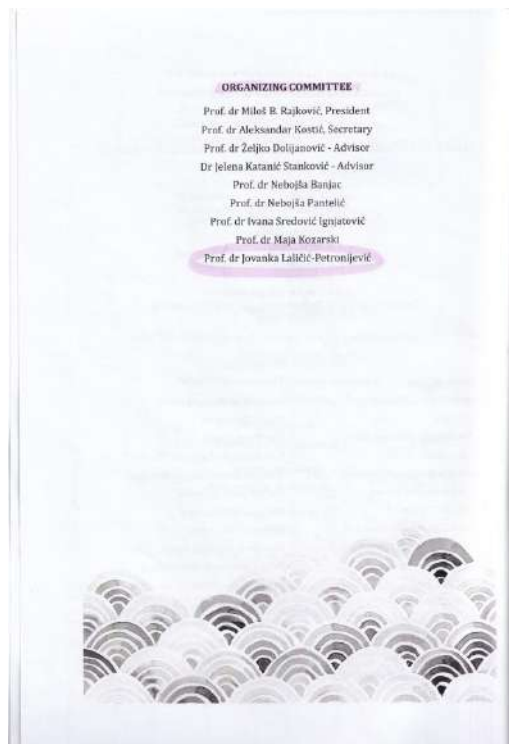 ORGANIZING COMMITTEE
Prof. dr Miloš B. Rajković, President
Prof. dr Aleksandar Kostić, Secretary
Prof. dr Željko Dolijanović - Advisor
Dr Jelena Katanić Stanković - Advisor
Prof. dr Nebojša Banjac
Prof. dr Nebojša Pantelić
Prof. dr Ivana Sredović Ignjatović
Prof. dr Maja Kozarski
Prof. dr Jovanka Laličić-Petronijević